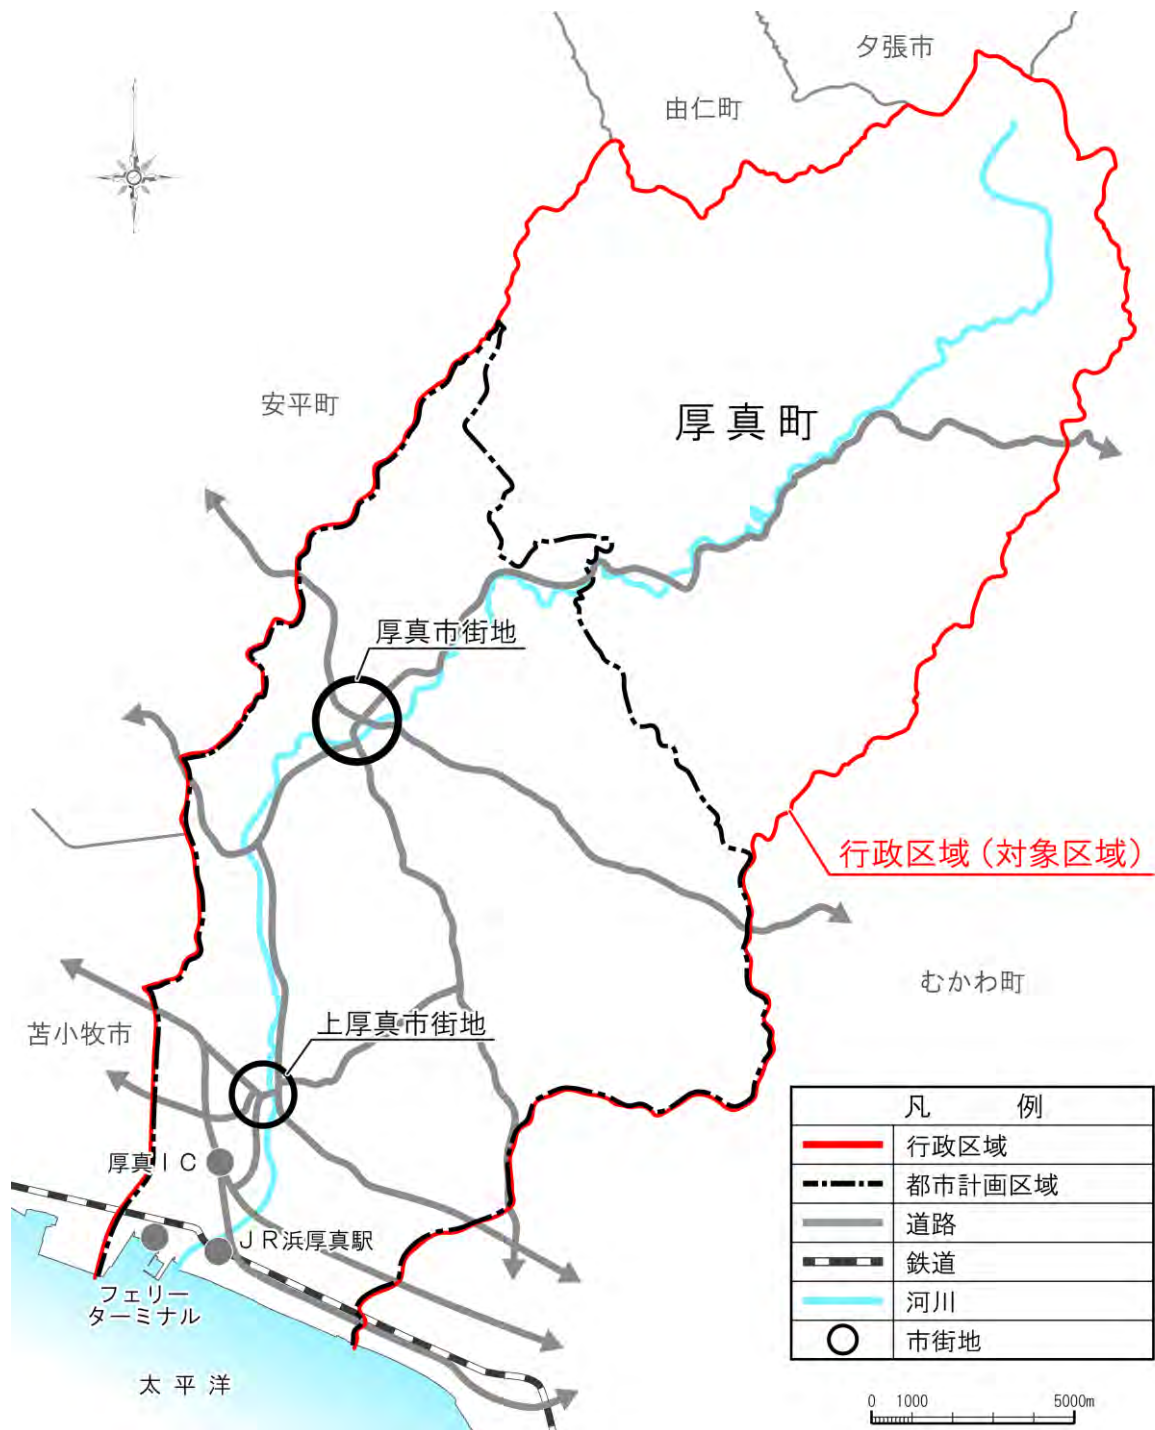 夕張市
由仁町
安平町
厚真町
厚真市街地
行政区域（対象区域）
むかわ町
上厚真市街地
苫小牧市
厚真ＩＣ
ＪＲ浜厚真駅
フェリー
ターミナル
太平洋
凡　例
行政区域
都市計画区域
道路
鉄道
河川
市街地
0 1000 5000m